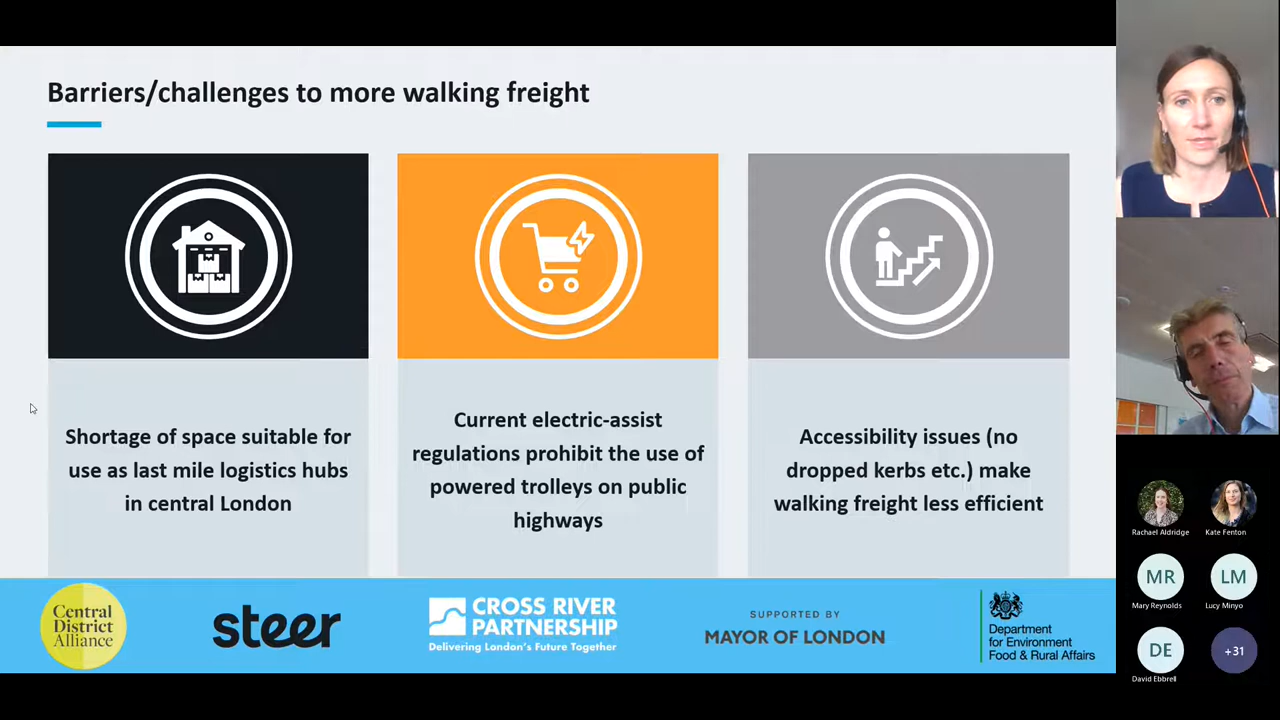 Barriers/challenges to more walking freight
Shortage of space suitable for
use as last mile logistics hubs
in central London
Current electric-assist
regulations prohibit the use of
powered trolleys on public
highways
Accessibility issues (no
dropped kerbs etc.) make
walking freight less efficient
Central
District
Alliance
steer
CROSS RIVER
PARTNERSHIP
Delivering London's Future Together
SUPPORTED BY
MAYOR OF LONDON
Department
for Environment
Food & Rural Affairs
Rachael Aldridge
Kate Fenton
MR
LM
Mary Reynolds
Lucy Minyo
DE
+31
David Ebbrell